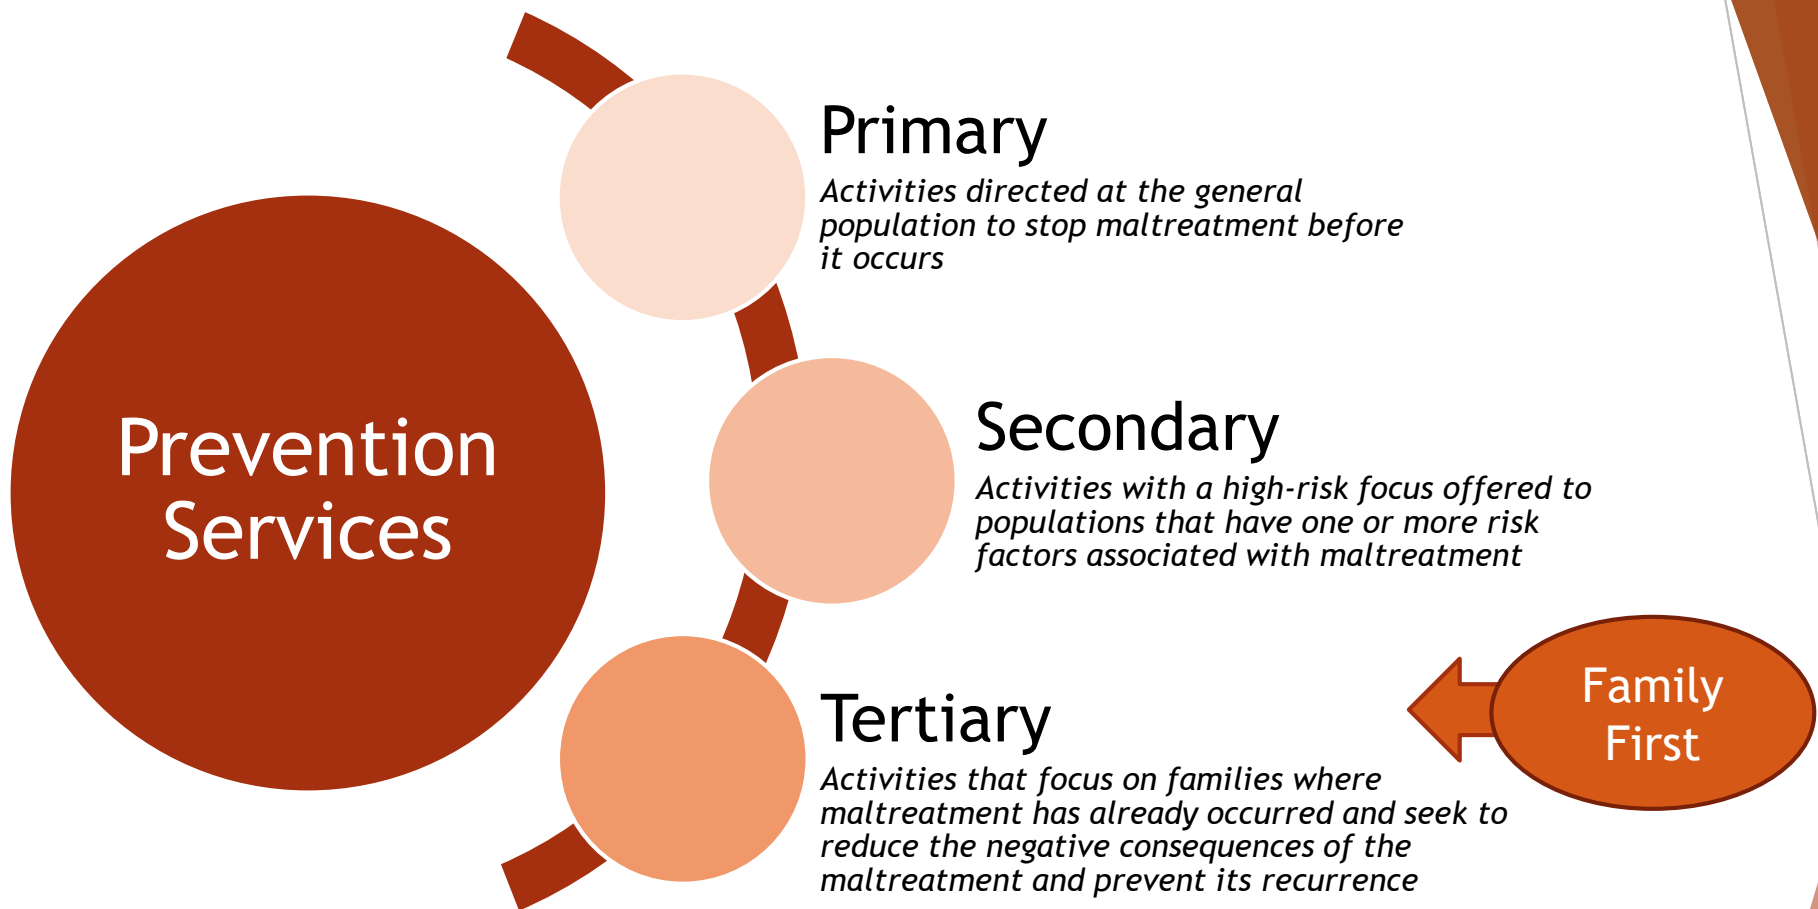 Prevention
Services
Primary
Activities directed at the general
population to stop maltreatment before
it occurs
Secondary
Activities with a high-risk focus offered to
populations that have one or more risk
factors associated with maltreatment
Tertiary
Activities that focus on families where
maltreatment has already occurred and seek to
reduce the negative consequences of the
maltreatment and prevent its recurrence
Family
First